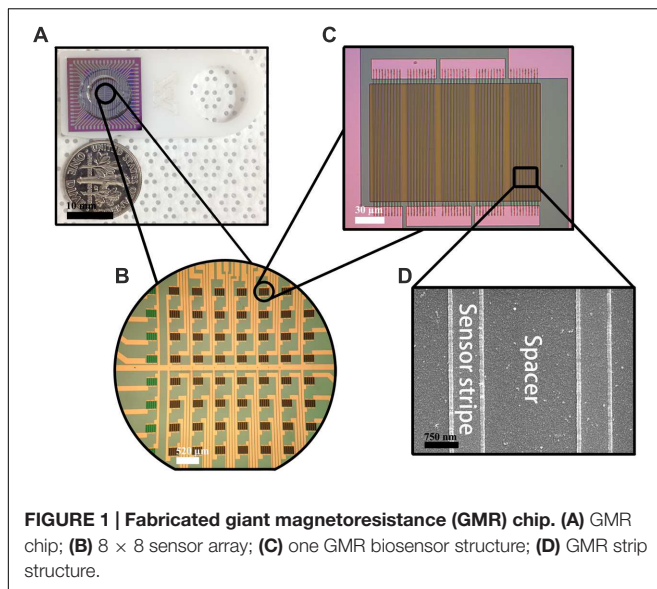 A
C
10 mm
30 µm
B
D
520 µm
Sensor stripe
Spacer
750 nm
FIGURE 1 | Fabricated giant magnetoresistance (GMR) chip. (A) GMR
chip; (B) 8 × 8 sensor array; (C) one GMR biosensor structure; (D) GMR strip
structure.